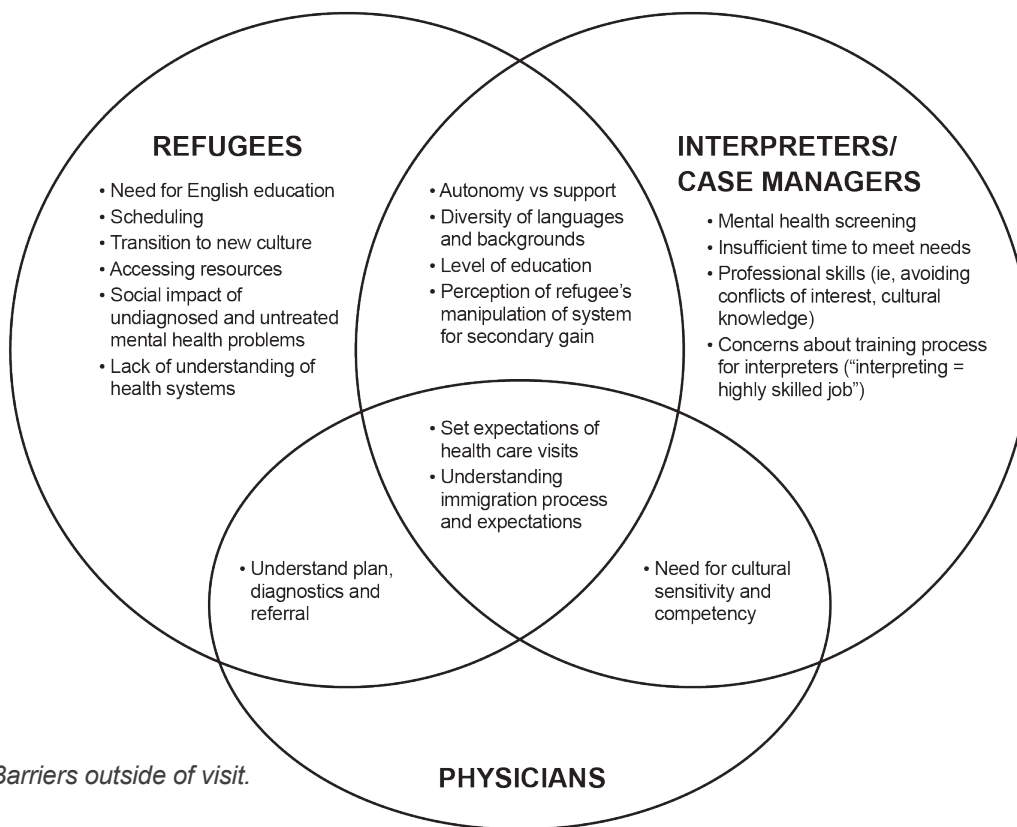 REFUGEES
• Need for English education
• Scheduling
• Transition to new culture
• Accessing resources
• Social impact of
undiagnosed and untreated
mental health problems
• Lack of understanding of
health systems
• Autonomy vs support
• Diversity of languages
and backgrounds
• Level of education
• Perception of refugee’s
manipulation of system
for secondary gain
INTERPRETERS/
CASE MANAGERS
• Mental health screening
• Insufficient time to meet needs
• Professional skills (ie, avoiding
conflicts of interest, cultural
knowledge)
• Concerns about training process
for interpreters (“interpreting =
highly skilled job”)
• Set expectations of
health care visits
• Understanding
immigration process
and expectations
• Understand plan,
diagnostics and
referral
• Need for cultural
sensitivity and
competency
Barriers outside of visit.
PHYSICIANS